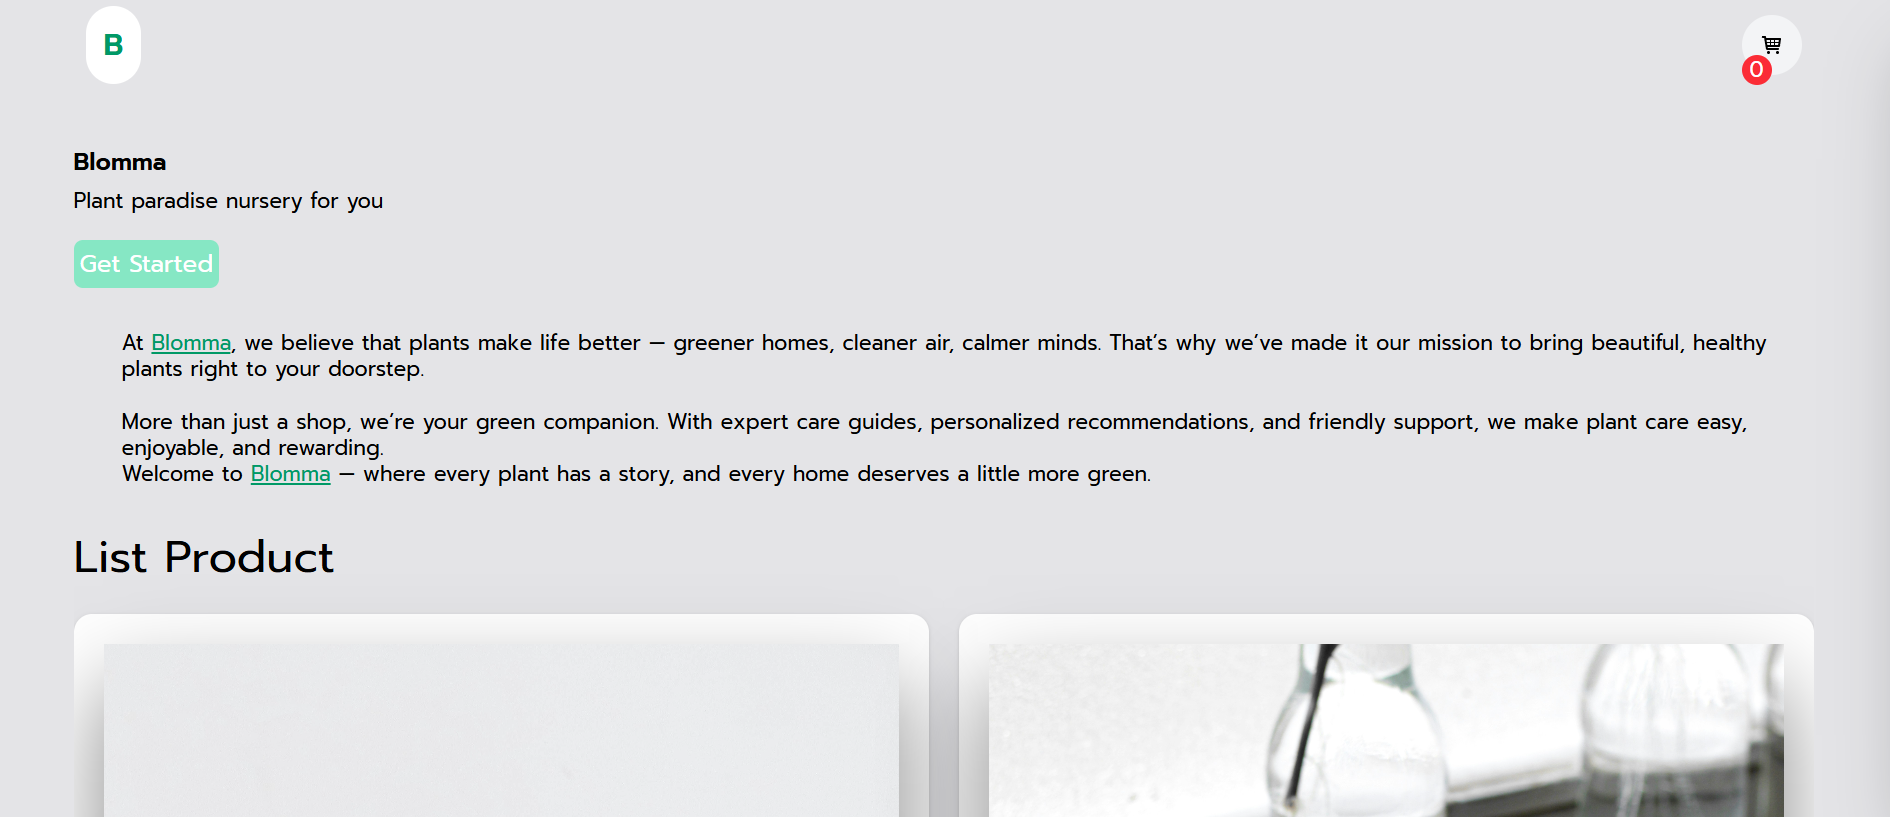 B
0
Blomma
Plant paradise nursery for you
Get Started
At Blomma, we believe that plants make life better — greener homes, cleaner air, calmer minds. That’s why we’ve made it our mission to bring beautiful, healthy
plants right to your doorstep.
More than just a shop, we’re your green companion. With expert care guides, personalized recommendations, and friendly support, we make plant care easy,
enjoyable, and rewarding.
Welcome to Blomma — where every plant has a story, and every home deserves a little more green.
List Product